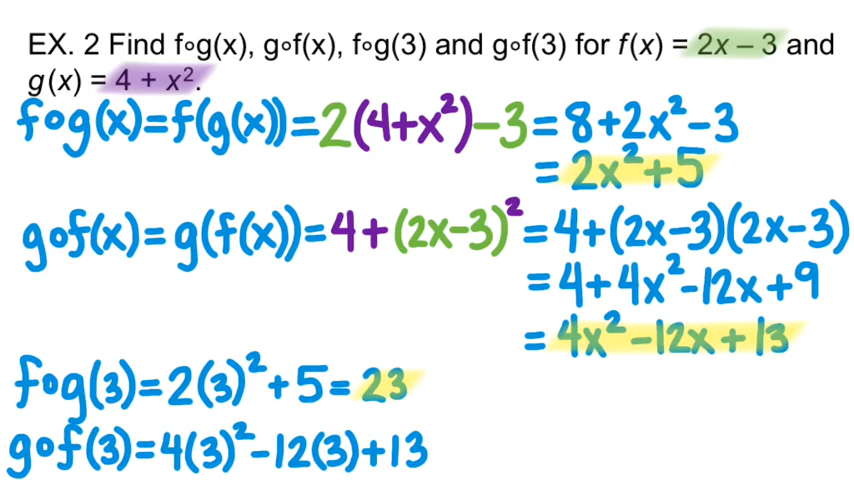 EX. 2 Find f∘g(x), g∘f(x), f∘g(3) and g∘f(3) for f(x) = 2x – 3 and
g(x) = 4 + x².
f∘g(x)=f(g(x))=2(4+x²)-3=8+2x²-3
=2x²+5
g∘f(x)=g(f(x))=4+(2x-3)²=4+(2x-3)(2x-3)
=4+4x²-12x+9
=4x²-12x+13
f∘g(3)=2(3)²+5=23
g∘f(3)=4(3)²-12(3)+13